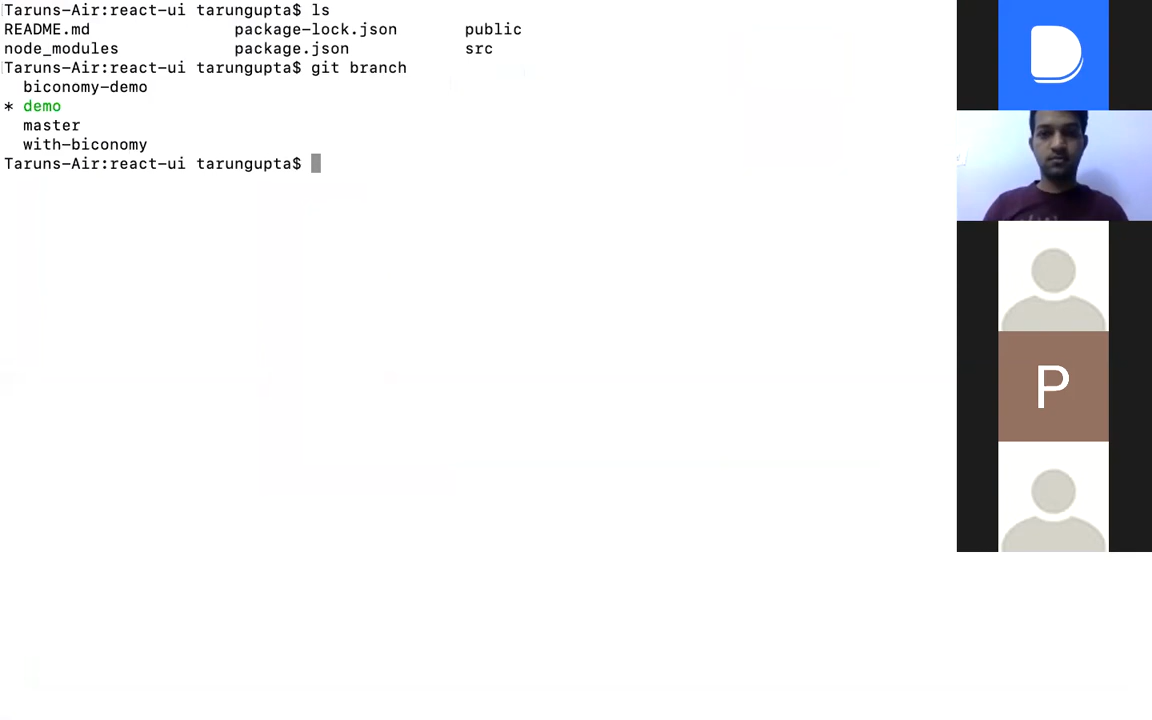 Taruns-Air:react-ui tarungupta$ ls
README.md package-lock.json public
node_modules package.json src
Taruns-Air:react-ui tarungupta$ git branch
biconomy-demo
* demo
master
with-biconomy
Taruns-Air:react-ui tarungupta$
D
P